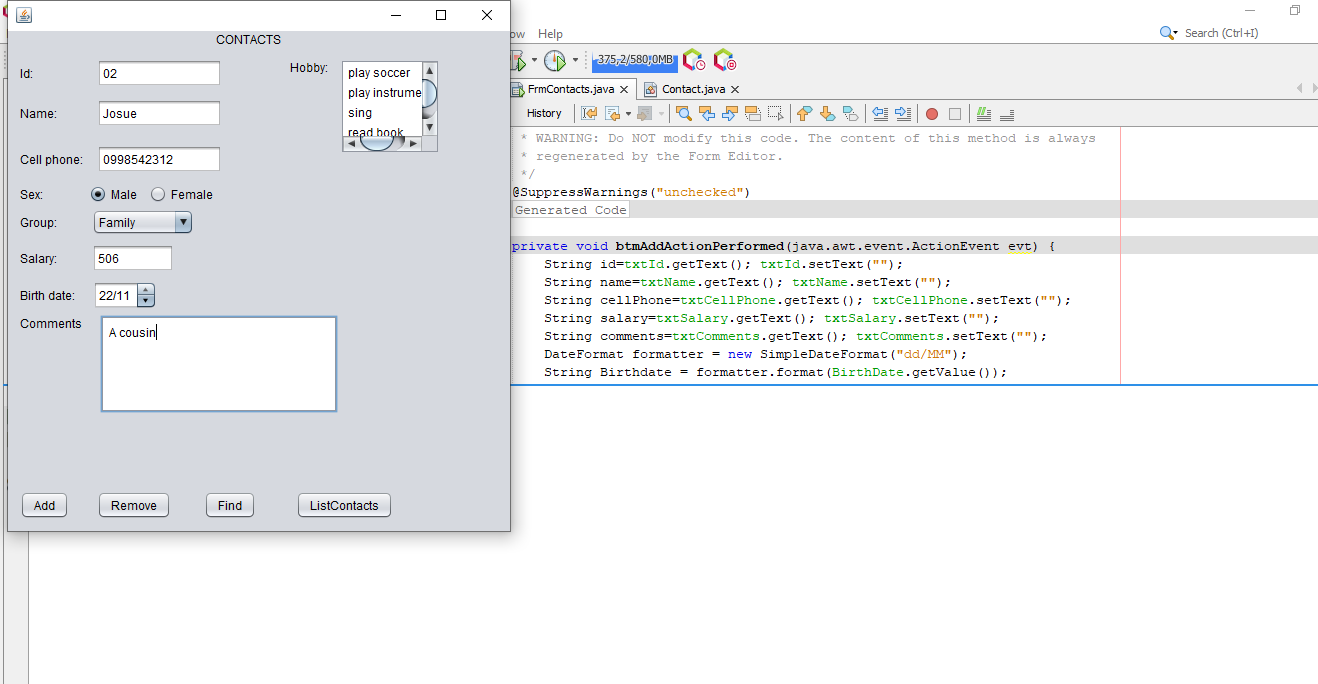 CONTACTS
Id:
02
Hobby:
play soccer
play instrume
sing
read book
Name:
Josue
Cell phone:
0998542312
Sex:
Male
Female
Group:
Family
Salary:
506
Birth date:
22/11
Comments
A cousin
Add
Remove
Find
ListContacts
ow
Help
Search (Ctrl+I)
375,2/580,0MB
FrmContacts.java
Contact.java
History
* WARNING: Do NOT modify this code. The content of this method is always
* regenerated by the Form Editor.
*/
@SuppressWarnings("unchecked")
Generated Code
private void btmAddActionPerformed(java.awt.event.ActionEvent evt) {
String id=txtId.getText(); txtId.setText("");
String name=txtName.getText(); txtName.setText("");
String cellPhone=txtCellPhone.getText(); txtCellPhone.setText("");
String salary=txtSalary.getText(); txtSalary.setText("");
String comments=txtComments.getText(); txtComments.setText("");
DateFormat formatter = new SimpleDateFormat("dd/MM");
String Birthdate = formatter.format(BirthDate.getValue());